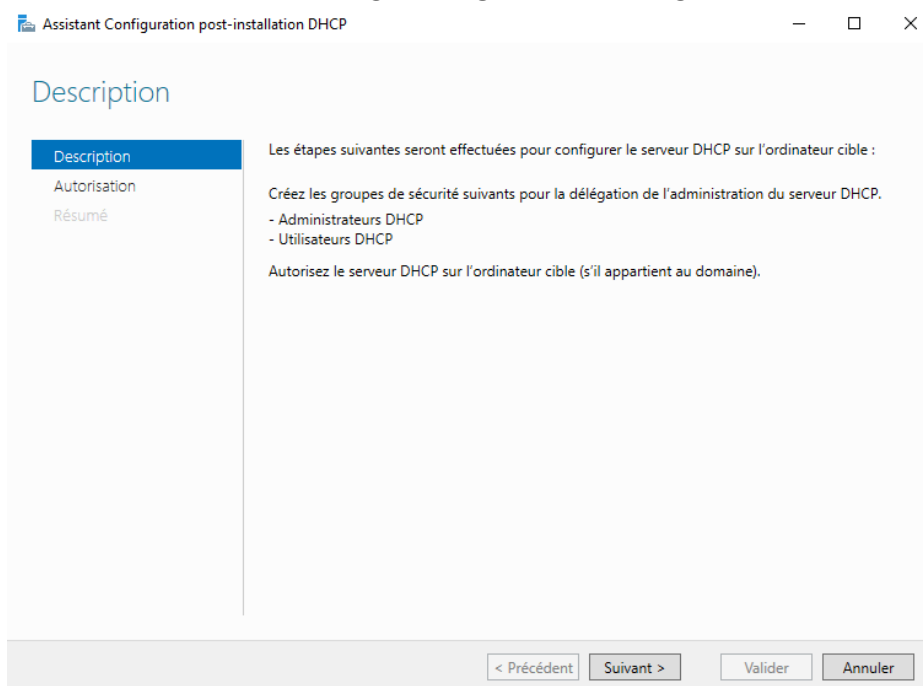 Assistant Configuration post-installation DHCP
Description
Description
Autorisation
Résumé
Les étapes suivantes seront effectuées pour configurer le serveur DHCP sur l'ordinateur cible :
Créez les groupes de sécurité suivants pour la délégation de l'administration du serveur DHCP.
- Administrateurs DHCP
- Utilisateurs DHCP
Autorisez le serveur DHCP sur l'ordinateur cible (s'il appartient au domaine).
< Précédent Suivant > Valider Annuler